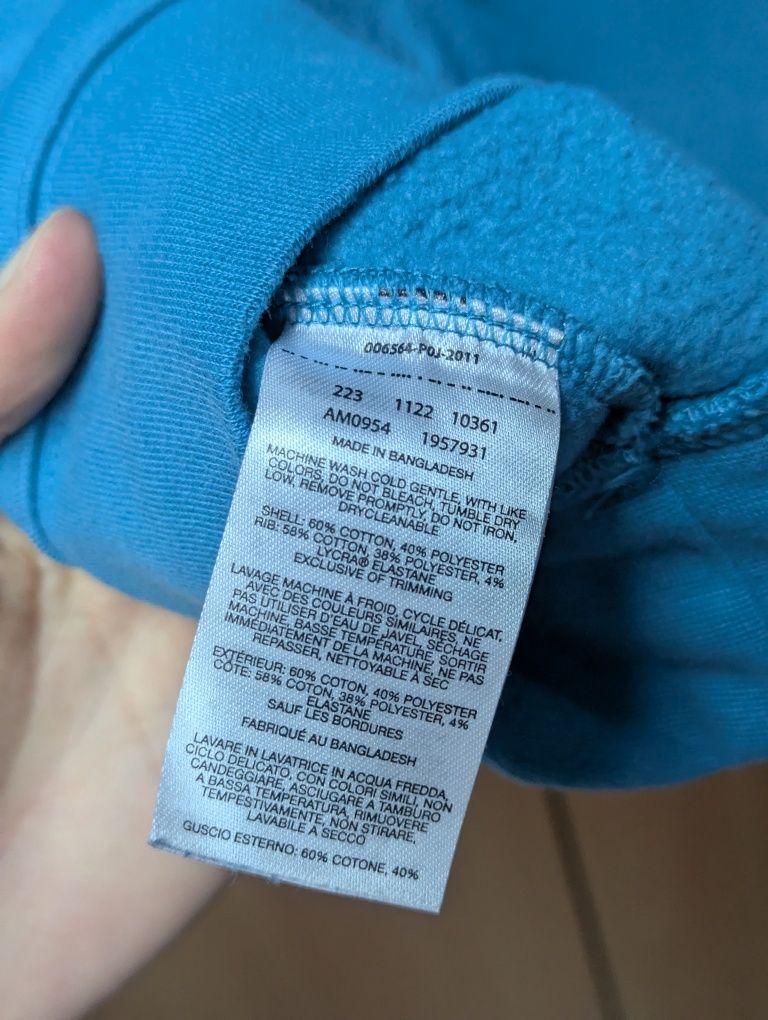 006564-P0J-2011
223 1122 10361
AM0954 1957931
MADE IN BANGLADESH
MACHINE WASH COLD GENTLE, WITH LIKE
COLORS, DO NOT BLEACH, TUMBLE DRY
LOW, REMOVE PROMPTLY, DO NOT IRON,
DRYCLEANABLE
SHELL: 60% COTTON, 40% POLYESTER
RIB: 58% COTTON, 38% POLYESTER, 4%
LYCRA® ELASTANE
EXCLUSIVE OF TRIMMING
LAVAGE MACHINE À FROID, CYCLE DÉLICAT,
AVEC DES COULEURS SIMILAIRES, NE
PAS UTILISER D'EAU DE JAVEL, SÉCHAGE
MACHINE, BASSE TEMPÉRATURE, SORTIR
IMMÉDIATEMENT DE LA MACHINE, NE PAS
REPASSER, NETTOYABLE À SEC
EXTÉRIEUR: 60% COTON, 40% POLYESTER
CÔTE: 58% COTON, 38% POLYESTER, 4%
ELASTANE
SAUF LES BORDURES
FABRIQUÉ AU BANGLADESH
LAVARE IN LAVATRICE IN ACQUA FREDDA,
CICLO DELICATO, CON COLORI SIMILI, NON
CANDEGGIARE, ASCIUGARE A TAMBURO
A BASSA TEMPERATURA, RIMUOVERE
TEMPESTIVAMENTE, NON STIRARE,
LAVABILE A SECCO
GUSCIO ESTERNO: 60% COTONE, 40%